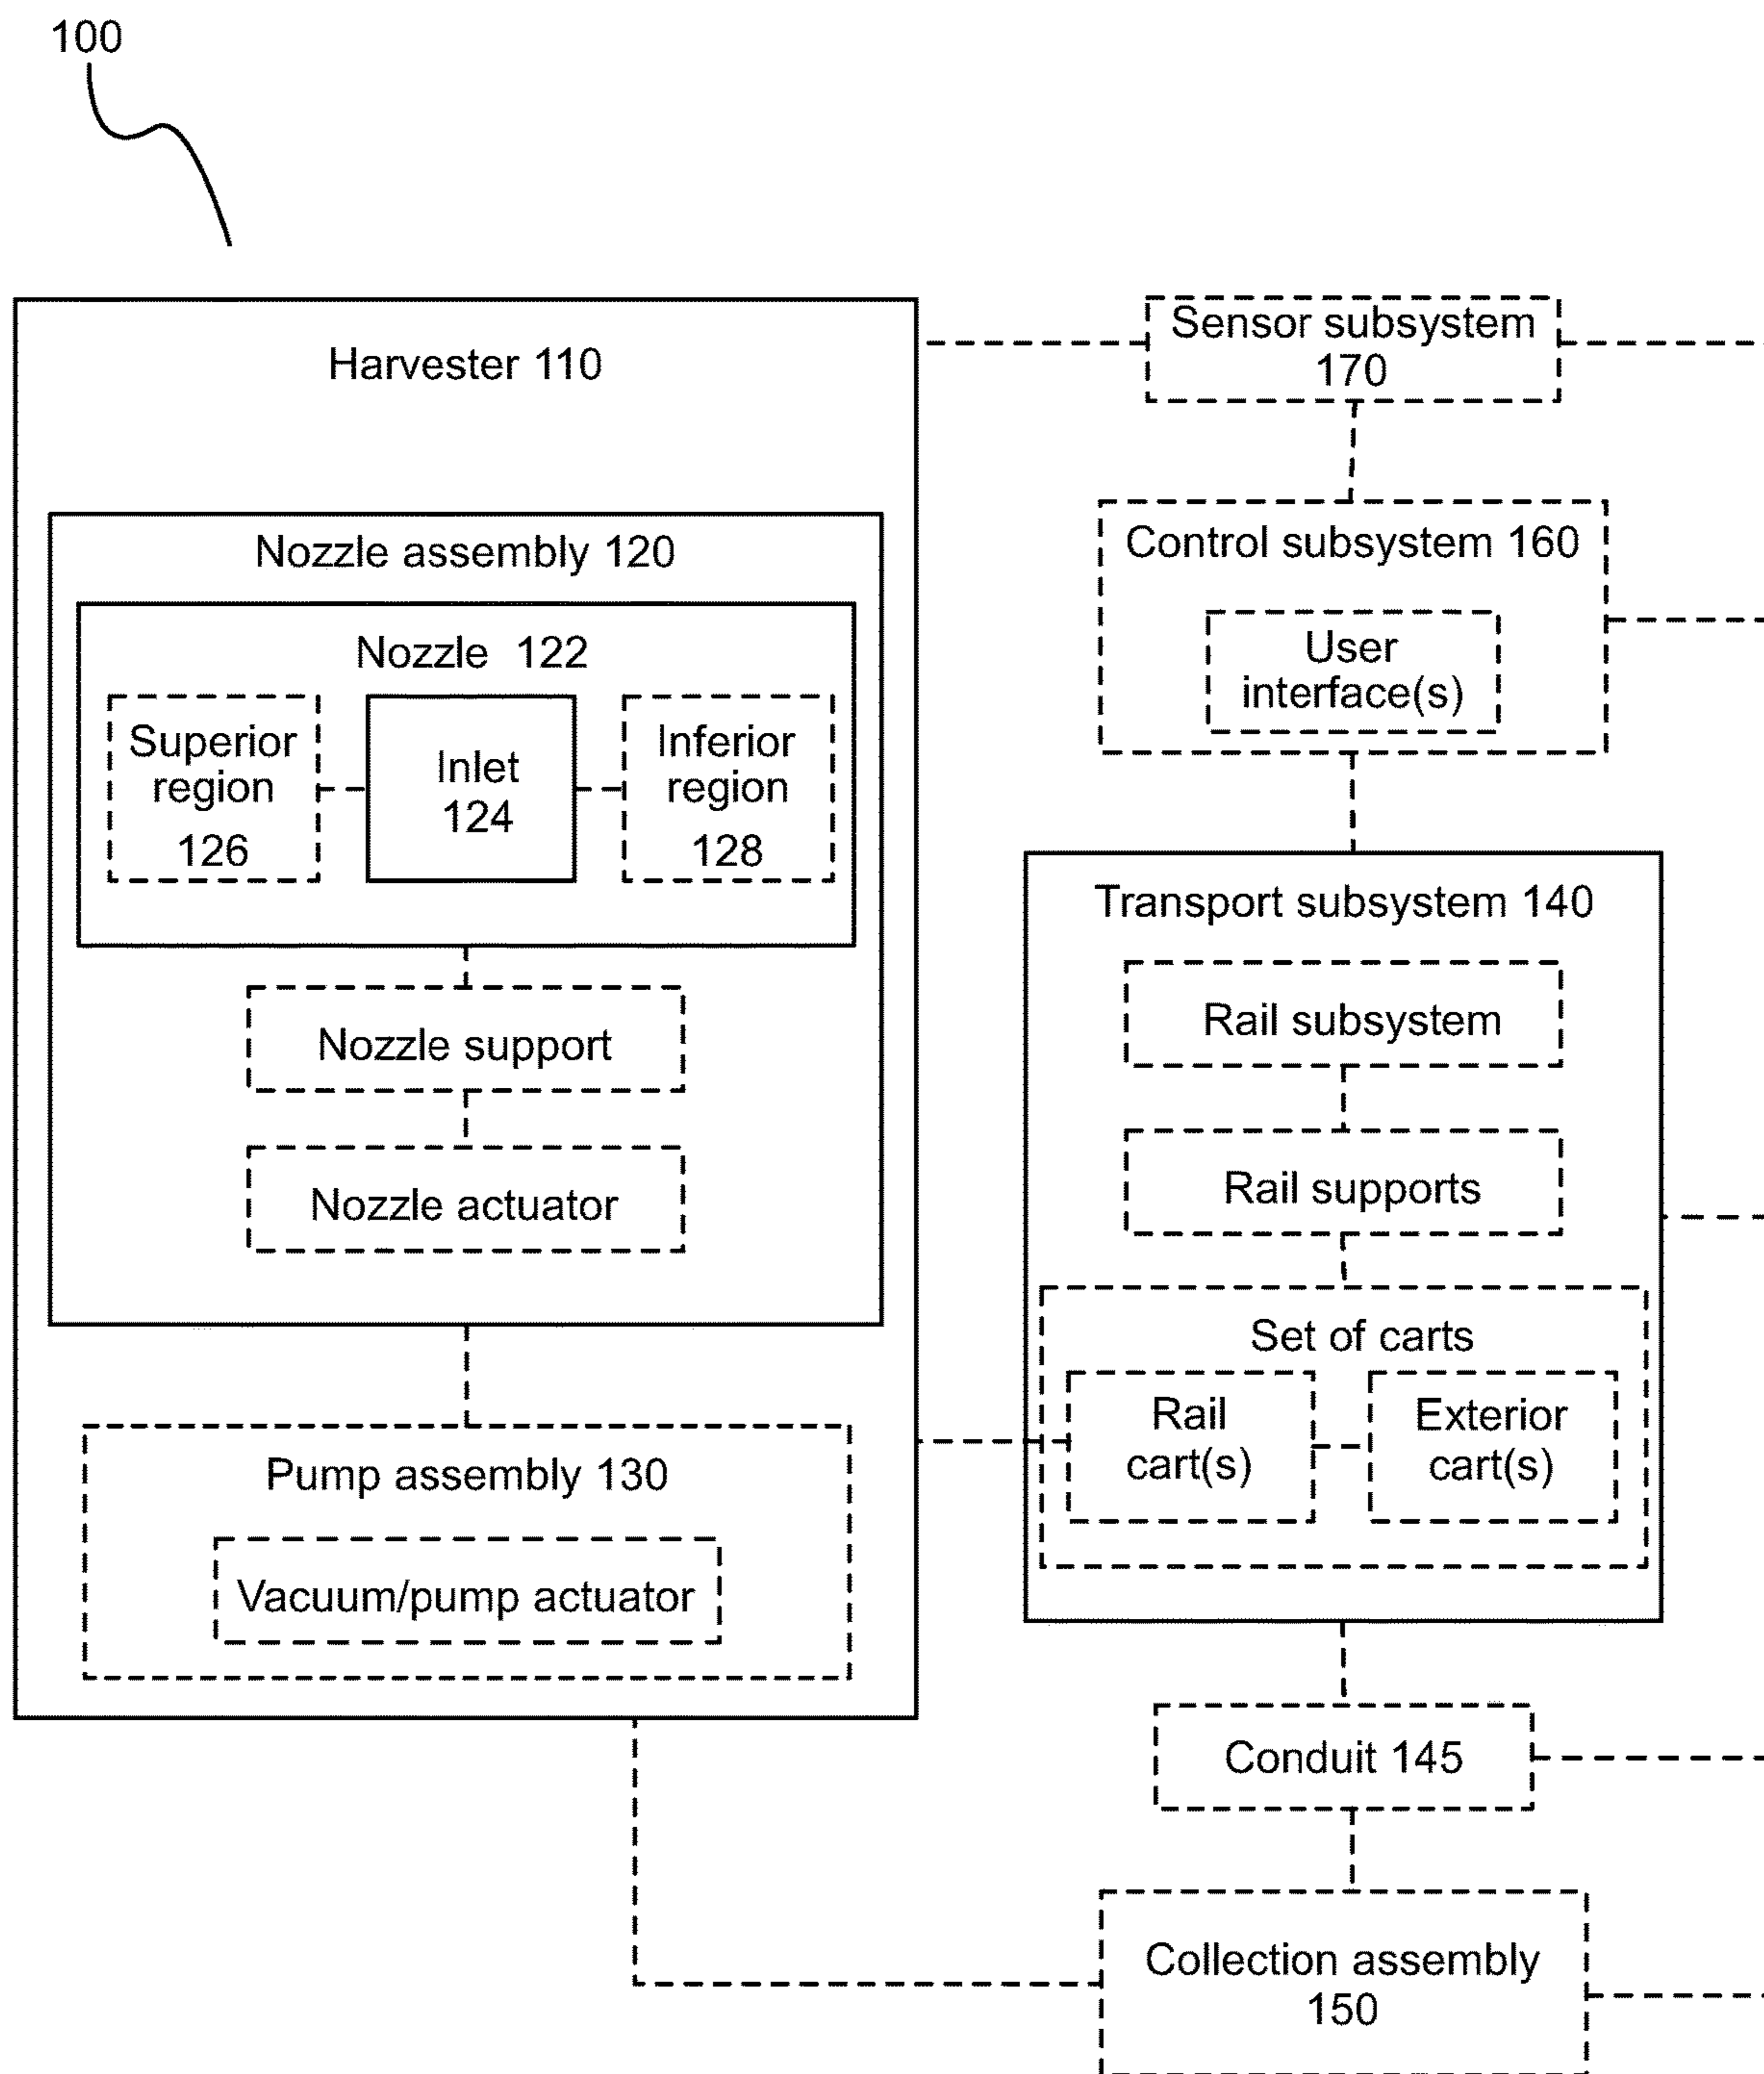 100
Harvester 110
Nozzle assembly 120
Nozzle 122
Superior
region
126
Inlet
124
Inferior
region
128
Nozzle support
Nozzle actuator
Pump assembly 130
Vacuum/pump actuator
Sensor subsystem
170
Control subsystem 160
User
interface(s)
Transport subsystem 140
Rail subsystem
Rail supports
Set of carts
Rail
cart(s)
Exterior
cart(s)
Conduit 145
Collection assembly
150